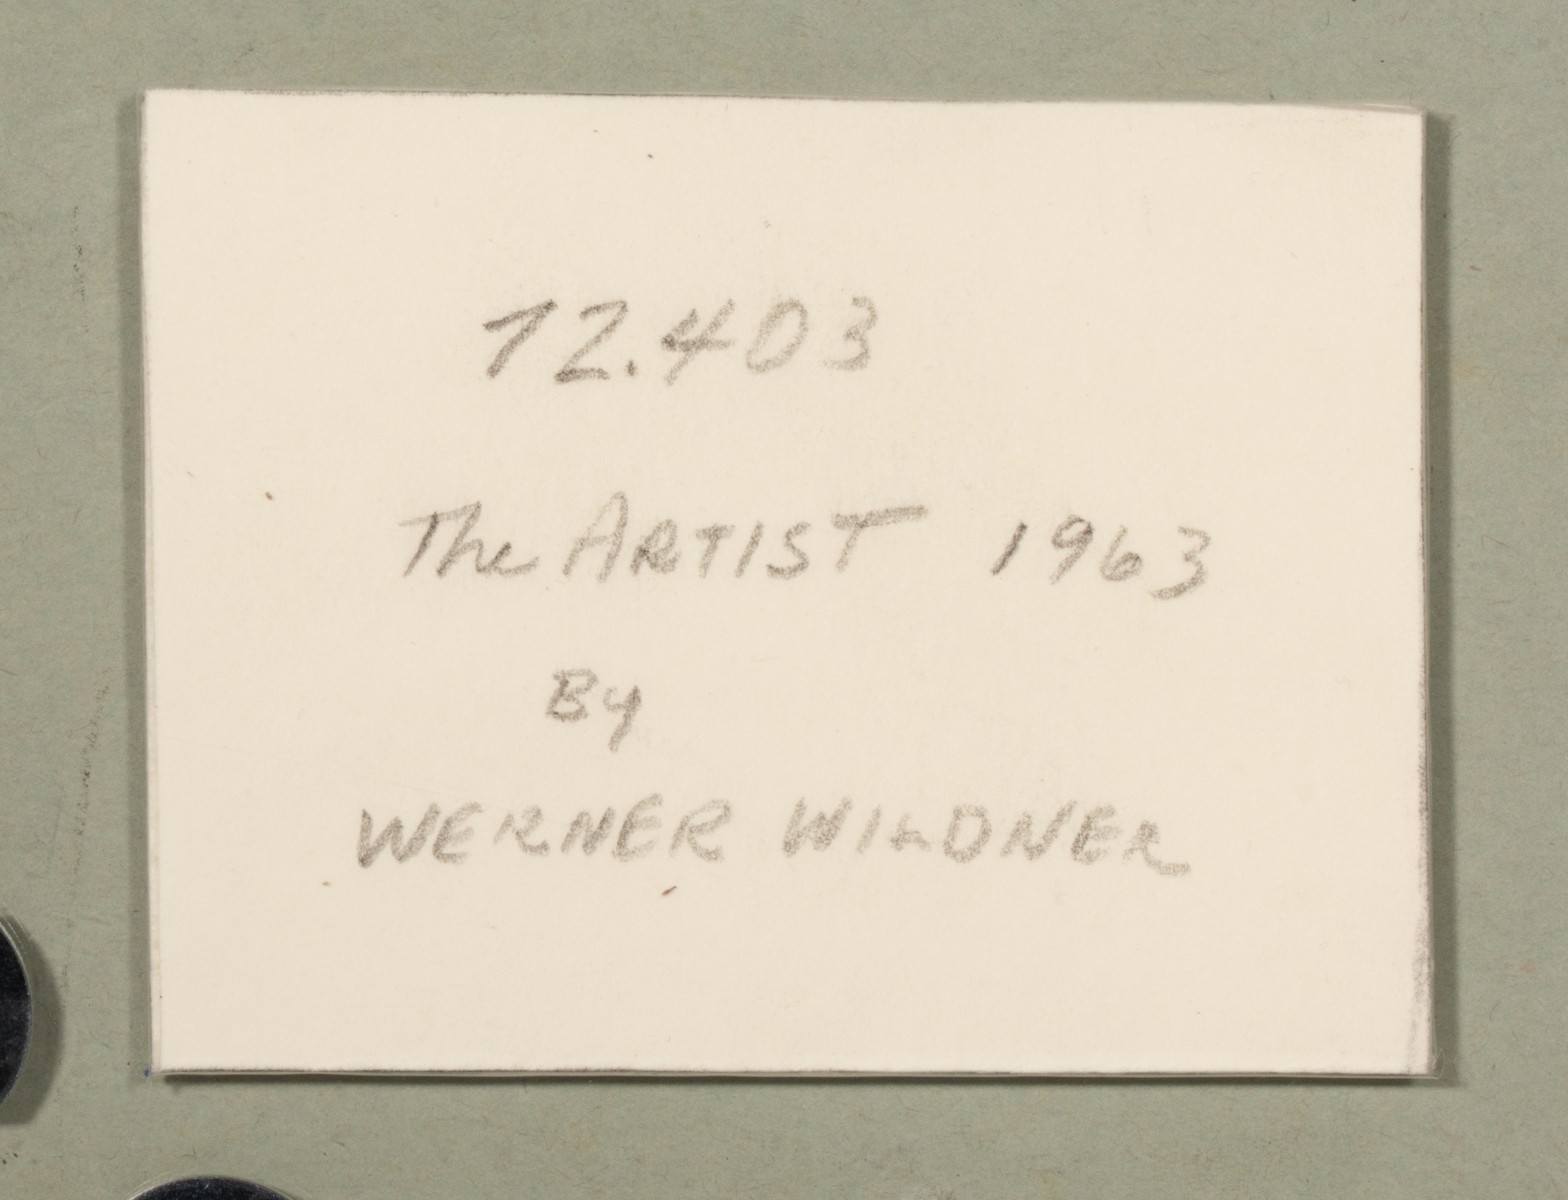 72.403
The ARTIST 1963
By
WERNER WILDNER